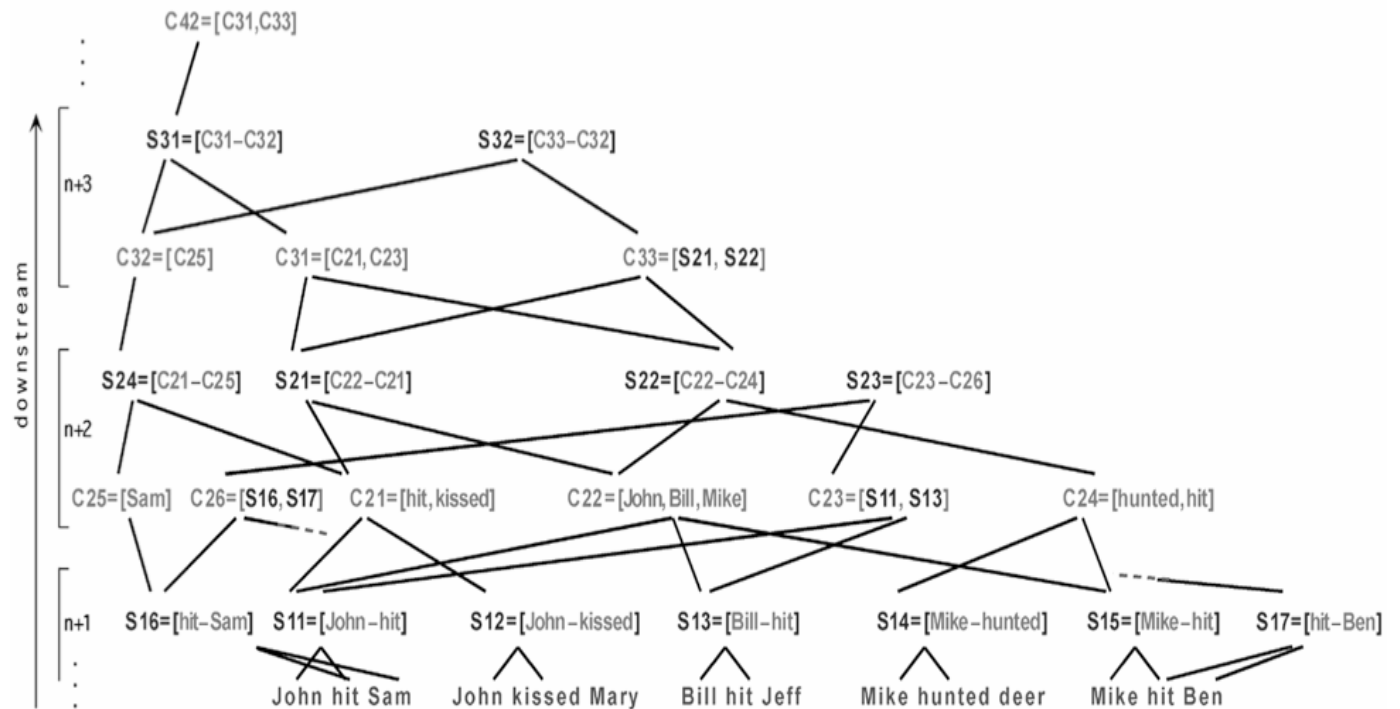 C42=[C31,C33]
S31=[C31–C32] S32=[C33–C32]
n+3
C32=[C25] C31=[C21,C23] C33=[S21, S22]
downstream
S24=[C21–C25] S21=[C22–C21] S22=[C22–C24] S23=[C23–C26]
n+2
C25=[Sam] C26=[S16, S17] C21=[hit,kissed] C22=[John,Bill,Mike] C23=[S11, S13] C24=[hunted,hit]
n+1 S16=[hit–Sam] S11=[John–hit] S12=[John–kissed] S13=[Bill–hit] S14=[Mike–hunted] S15=[Mike–hit] S17=[hit–Ben]
John hit Sam John kissed Mary Bill hit Jeff Mike hunted deer Mike hit Ben